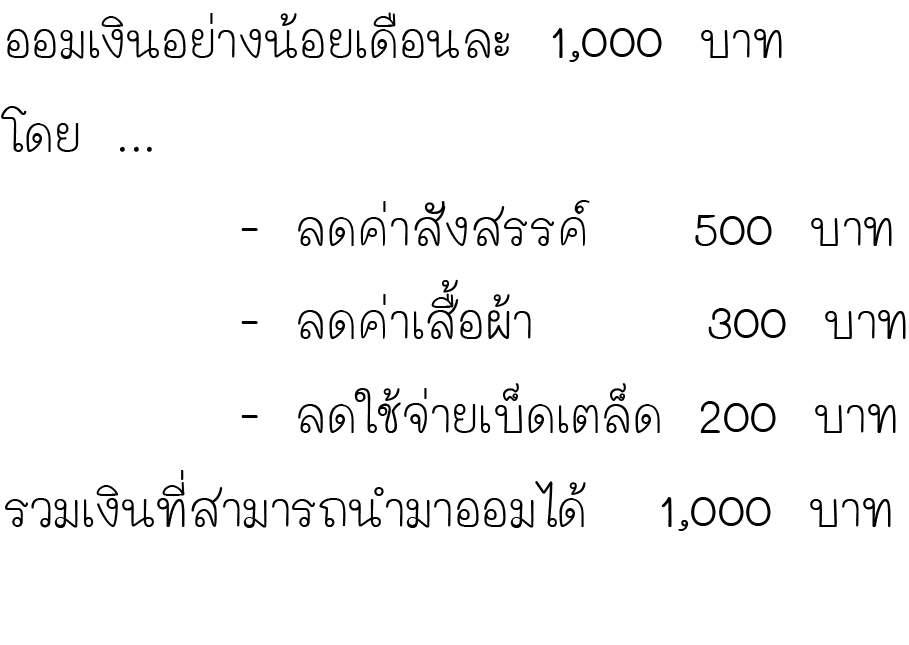 ออมเงินอย่างน้อยเดือนละ 1,000 บาท
โดย ...
- ลดค่าสังสรรค์ 500 บาท
- ลดค่าเสื้อผ้า 300 บาท
- ลดใช้จ่ายเบ็ดเตล็ด 200 บาท
รวมเงินที่สามารถนำมาออมได้ 1,000 บาท